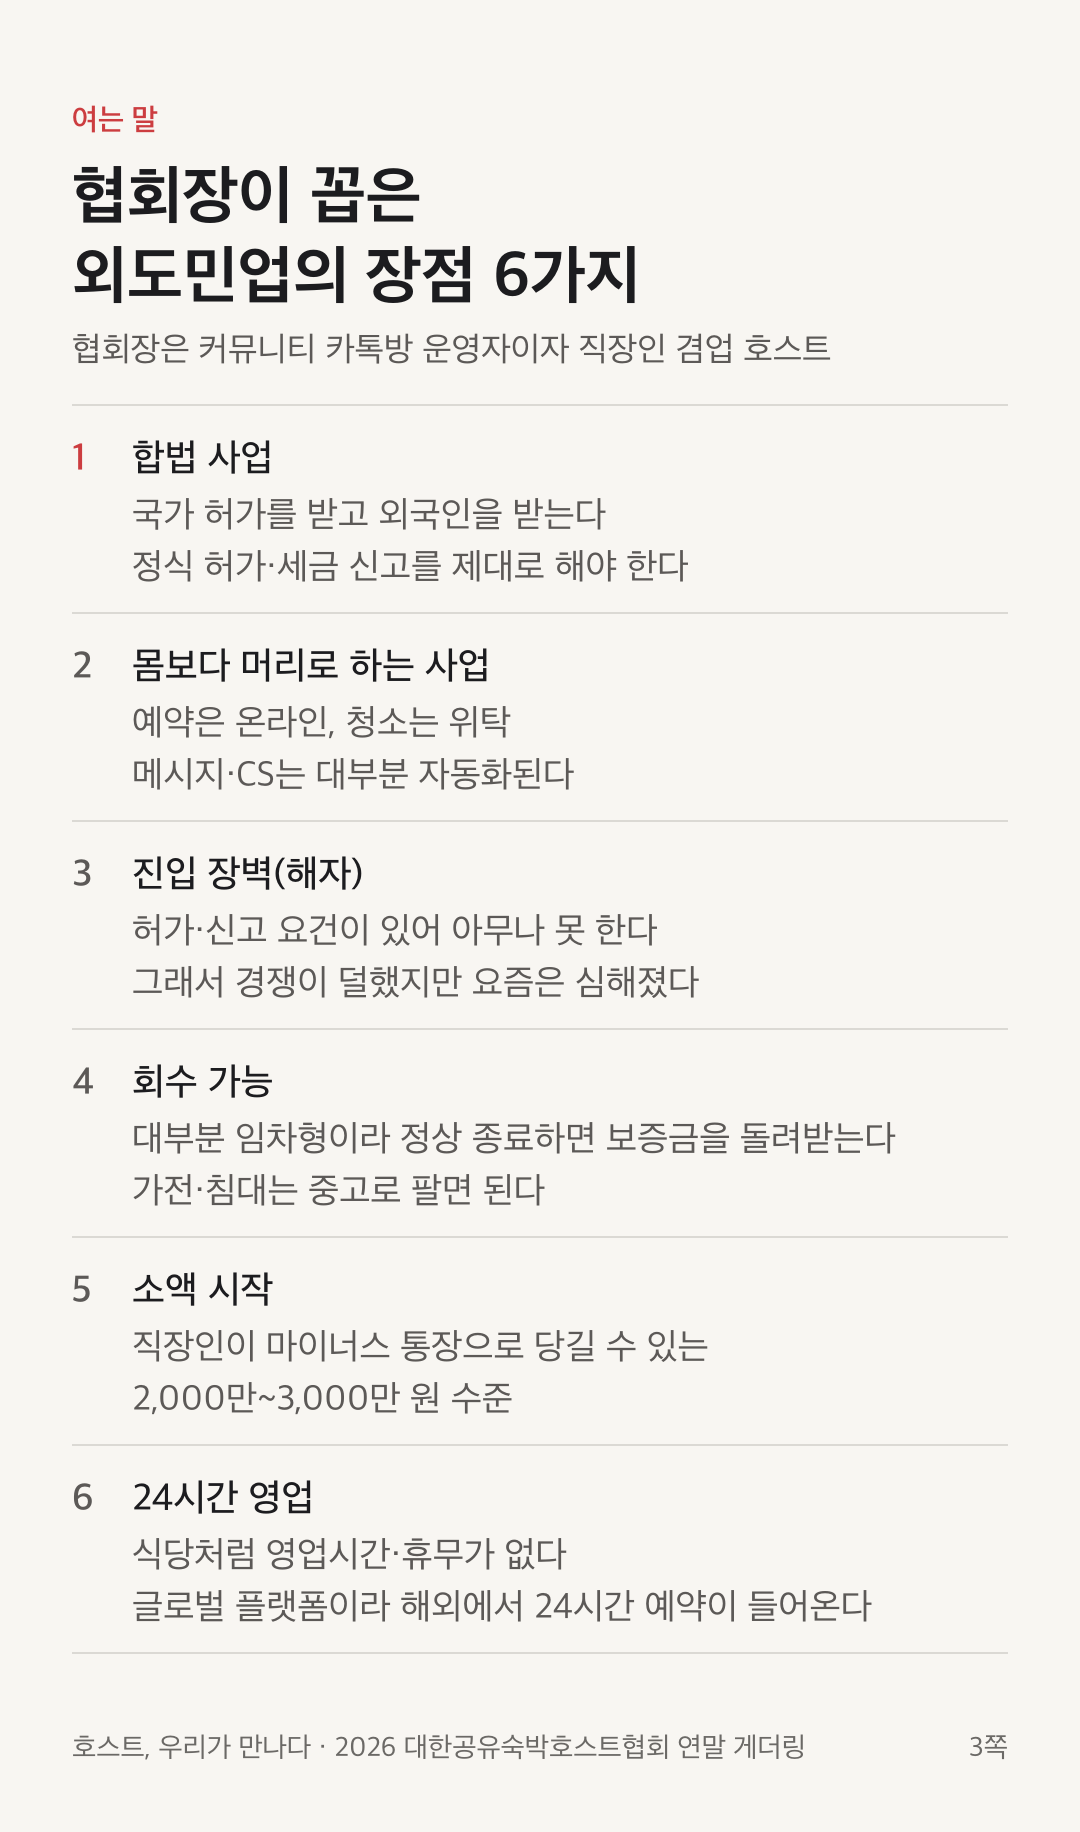 여는 말
협회장이 꼽은
외도민업의 장점 6가지
협회장은 커뮤니티 카톡방 운영자이자 직장인 겸업 호스트
1 합법 사업
국가 허가를 받고 외국인을 받는다
정식 허가·세금 신고를 제대로 해야 한다
2 몸보다 머리로 하는 사업
예약은 온라인, 청소는 위탁
메시지·CS는 대부분 자동화된다
3 진입 장벽(해자)
허가·신고 요건이 있어 아무나 못 한다
그래서 경쟁이 덜했지만 요즘은 심해졌다
4 회수 가능
대부분 임차형이라 정상 종료하면 보증금을 돌려받는다
가전·침대는 중고로 팔면 된다
5 소액 시작
직장인이 마이너스 통장으로 당길 수 있는
2,000만~3,000만 원 수준
6 24시간 영업
식당처럼 영업시간·휴무가 없다
글로벌 플랫폼이라 해외에서 24시간 예약이 들어온다
호스트, 우리가 만나다 · 2026 대한공유숙박호스트협회 연말 게더링 3쪽